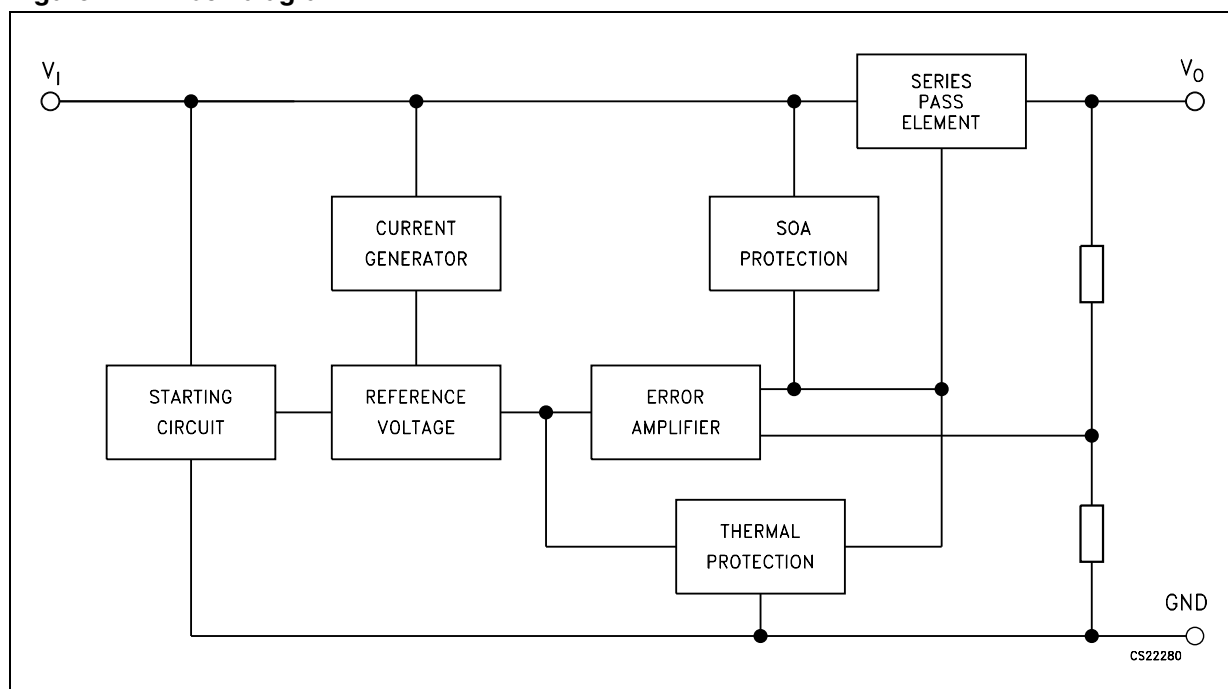 V_I
V_O
SERIES
PASS
ELEMENT
CURRENT
GENERATOR
SOA
PROTECTION
STARTING
CIRCUIT
REFERENCE
VOLTAGE
ERROR
AMPLIFIER
THERMAL
PROTECTION
GND
CS22280